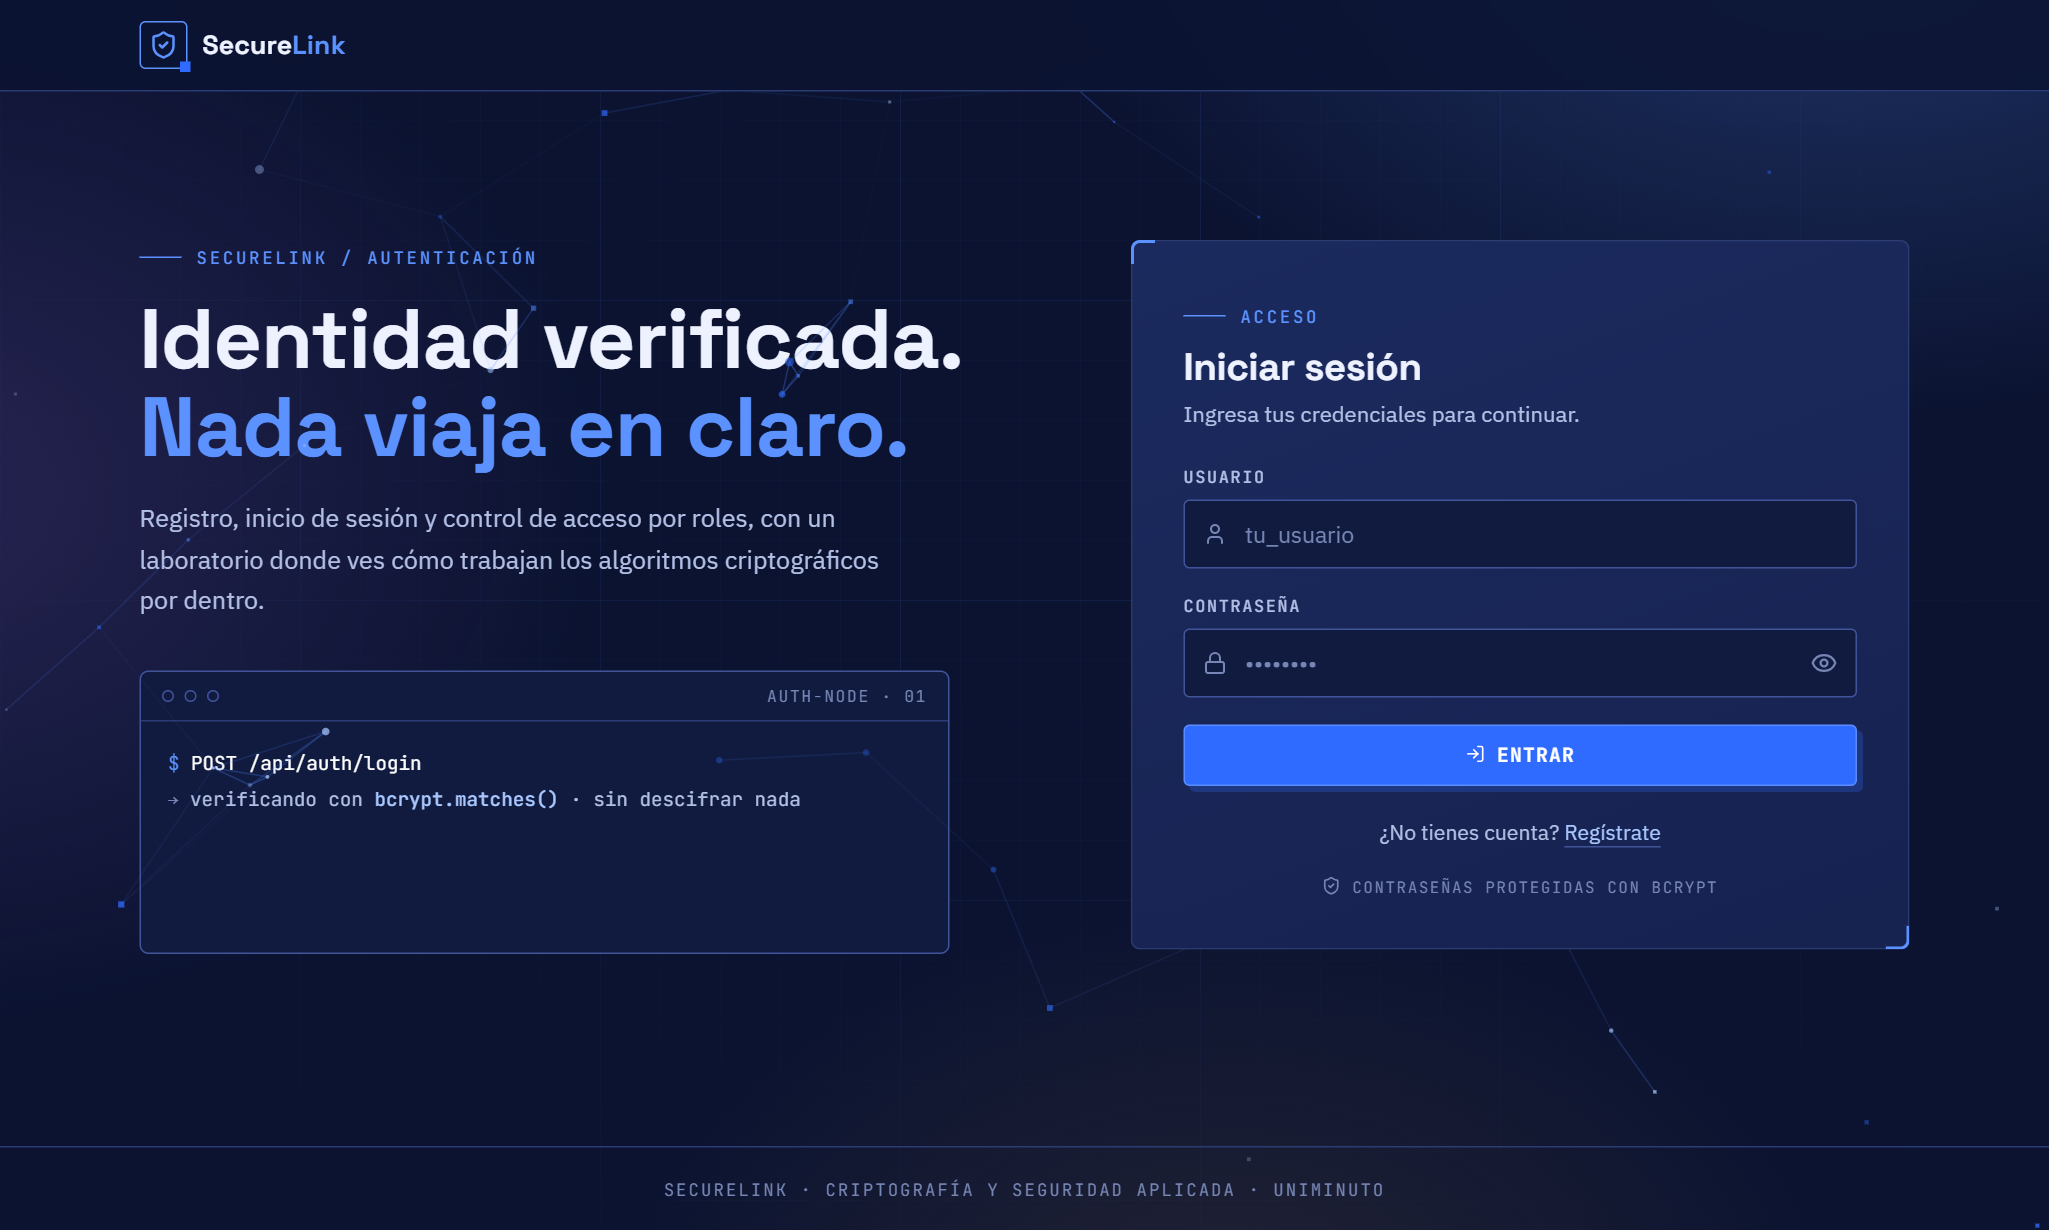 SecureLink
SECURELINK / AUTENTICACIÓN
Identidad verificada.
Nada viaja en claro.
Registro, inicio de sesión y control de acceso por roles, con un
laboratorio donde ves cómo trabajan los algoritmos criptográficos
por dentro.
AUTH-NODE · 01
$ POST /api/auth/login
→ verificando con bcrypt.matches() · sin descifrar nada
ACCESO
Iniciar sesión
Ingresa tus credenciales para continuar.
USUARIO
tu_usuario
CONTRASEÑA
••••••••
ENTRAR
¿No tienes cuenta? Regístrate
CONTRASEÑAS PROTEGIDAS CON BCRYPT
SECURELINK · CRIPTOGRAFÍA Y SEGURIDAD APLICADA · UNIMINUTO